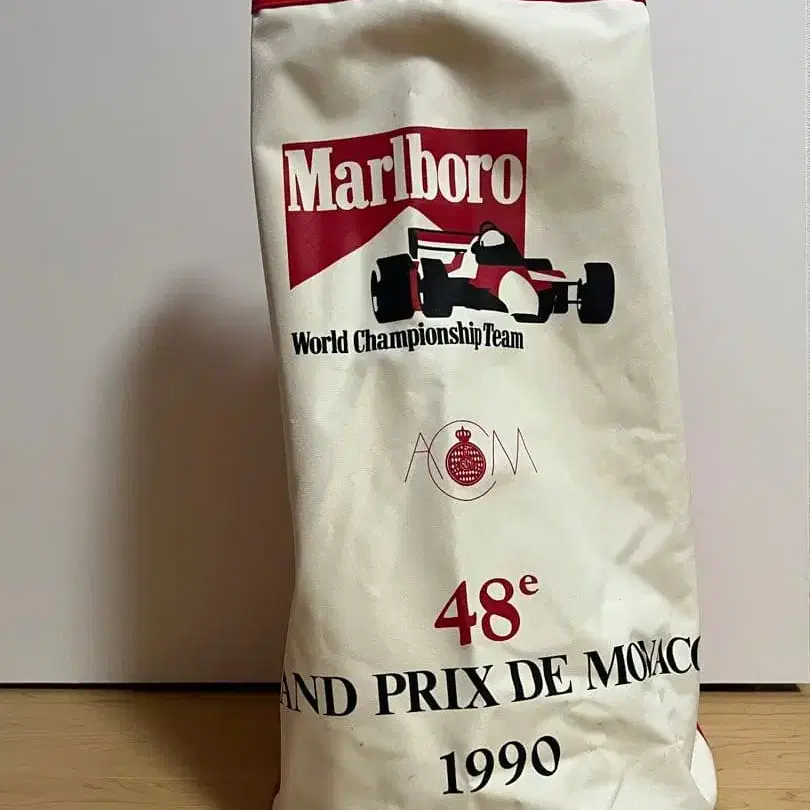 Marlboro
World Championship Team
ACM
48e
AND PRIX DE MONACO
1990